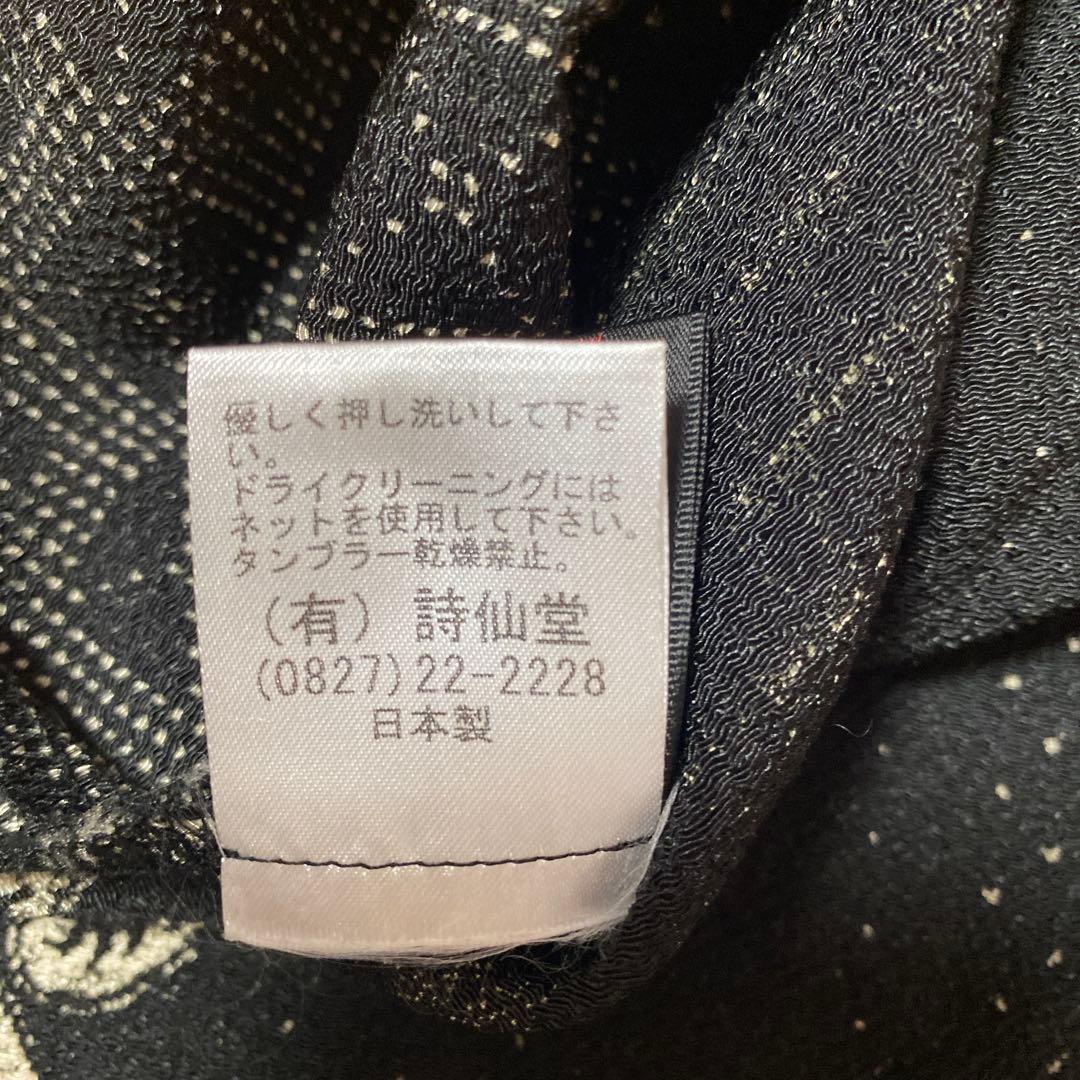 優しく押し洗いして下さ
い。
ドライクリーニングには
ネットを使用して下さい。
タンブラー乾燥禁止。
(有) 詩仙堂
(0827)22-2228
日本製